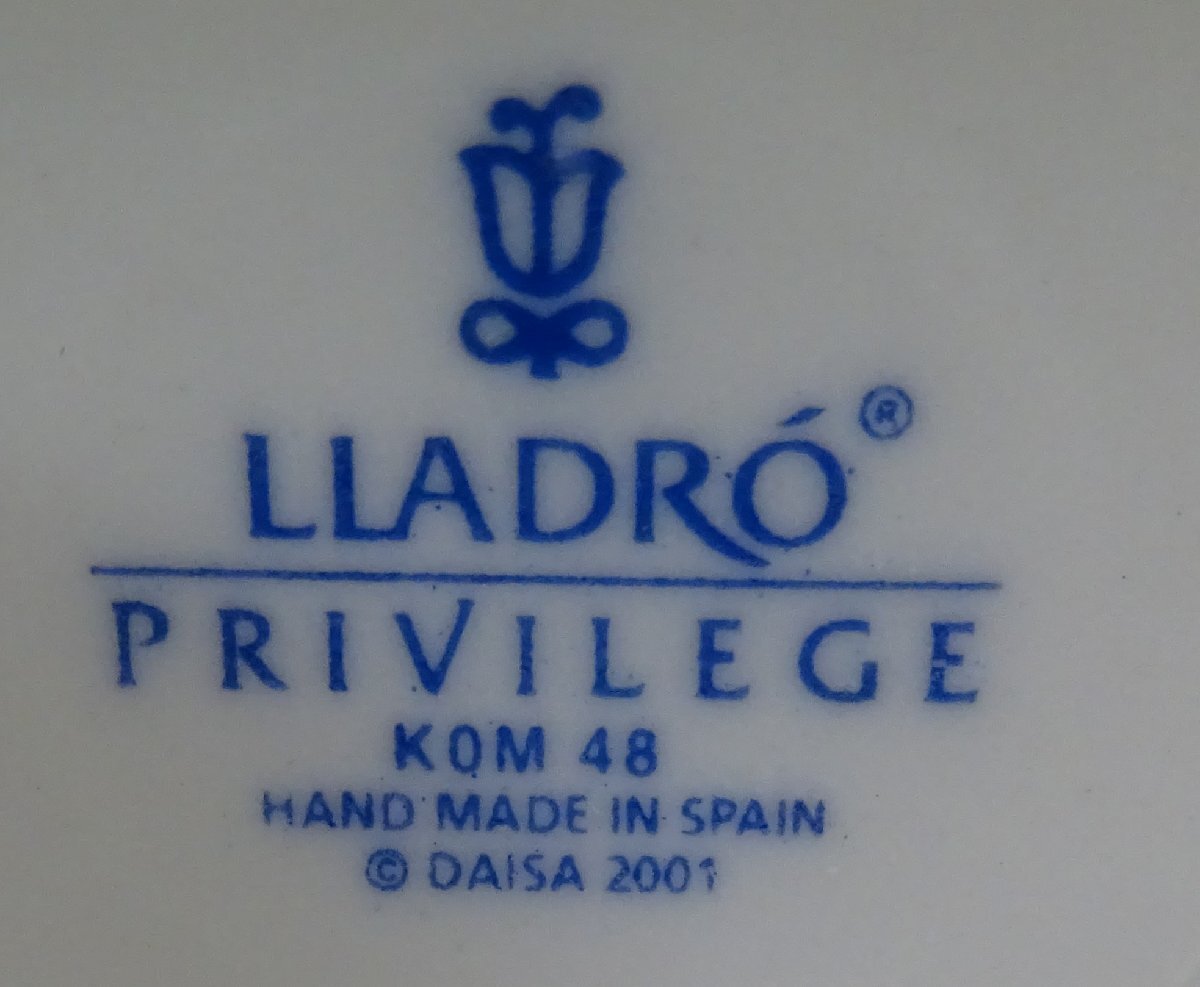 LLADRÓ®
PRIVILEGE
KOM 48
HAND MADE IN SPAIN
© DAISA 2001